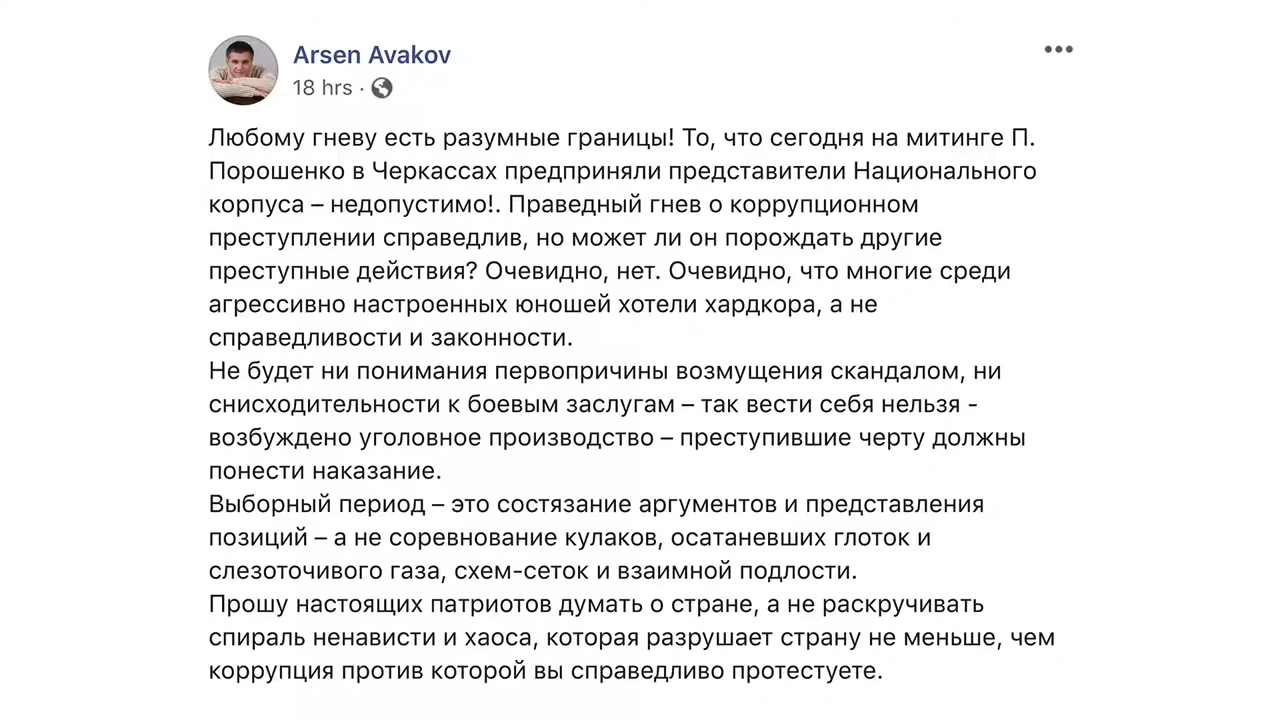 Arsen Avakov
18 hrs ·
Любому гневу есть разумные границы! То, что сегодня на митинге П.
Порошенко в Черкассах предприняли представители Национального
корпуса – недопустимо!. Праведный гнев о коррупционном
преступлении справедлив, но может ли он порождать другие
преступные действия? Очевидно, нет. Очевидно, что многие среди
агрессивно настроенных юношей хотели хардкора, а не
справедливости и законности.
Не будет ни понимания первопричины возмущения скандалом, ни
снисходительности к боевым заслугам – так вести себя нельзя -
возбуждено уголовное производство – преступившие черту должны
понести наказание.
Выборный период – это состязание аргументов и представления
позиций – а не соревнование кулаков, осатаневших глоток и
слезоточивого газа, схем-сеток и взаимной подлости.
Прошу настоящих патриотов думать о стране, а не раскручивать
спираль ненависти и хаоса, которая разрушает страну не меньше, чем
коррупция против которой вы справедливо протестуете.